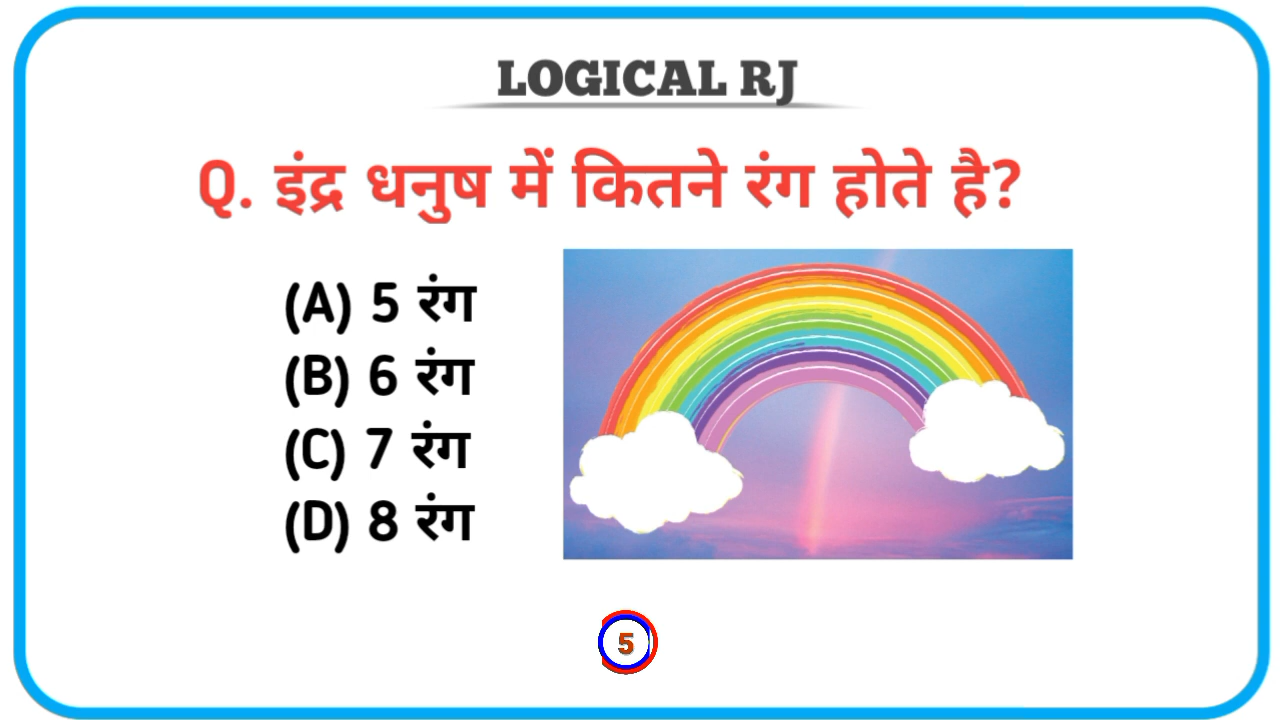 LOGICAL RJ
Q. इंद्र धनुष में कितने रंग होते है?
(A) 5 रंग
(B) 6 रंग
(C) 7 रंग
(D) 8 रंग
5